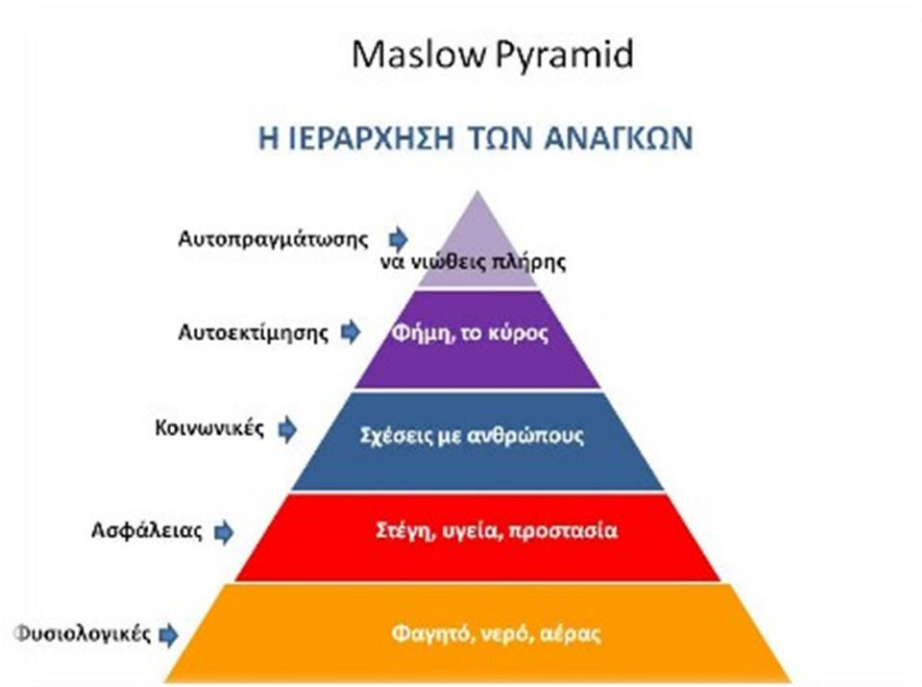 Maslow Pyramid
Η ΙΕΡΑΡΧΗΣΗ ΤΩΝ ΑΝΑΓΚΩΝ
Αυτοπραγμάτωσης
να νιώθεις πλήρης
Αυτοεκτίμησης
Φήμη, το κύρος
Κοινωνικές
Σχέσεις με ανθρώπους
Ασφάλειας
Στέγη, υγεία, προστασία
Φυσιολογικές
Φαγητό, νερό, αέρας